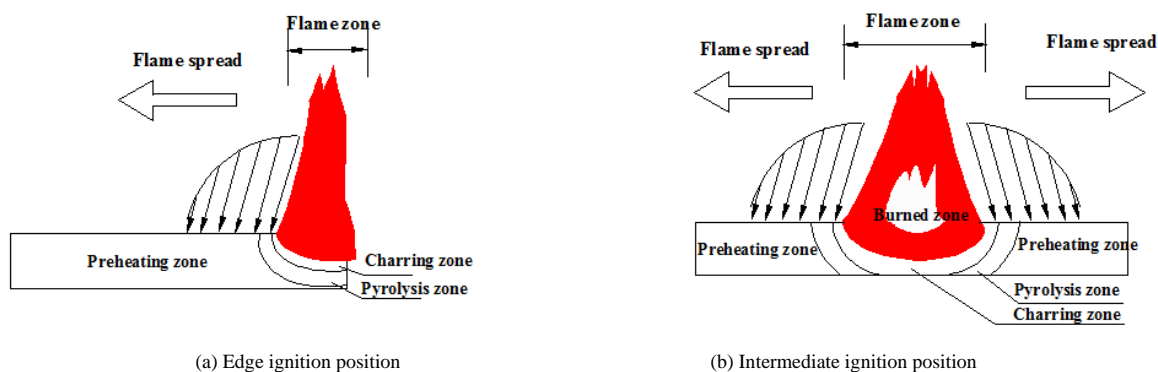 Flame zone
Flame spread
Preheating zone
Charring zone
Pyrolysis zone
(a) Edge ignition position
Flame zone
Flame spread
Flame spread
Burned zone
Preheating zone
Preheating zone
Pyrolysis zone
Charring zone
(b) Intermediate ignition position